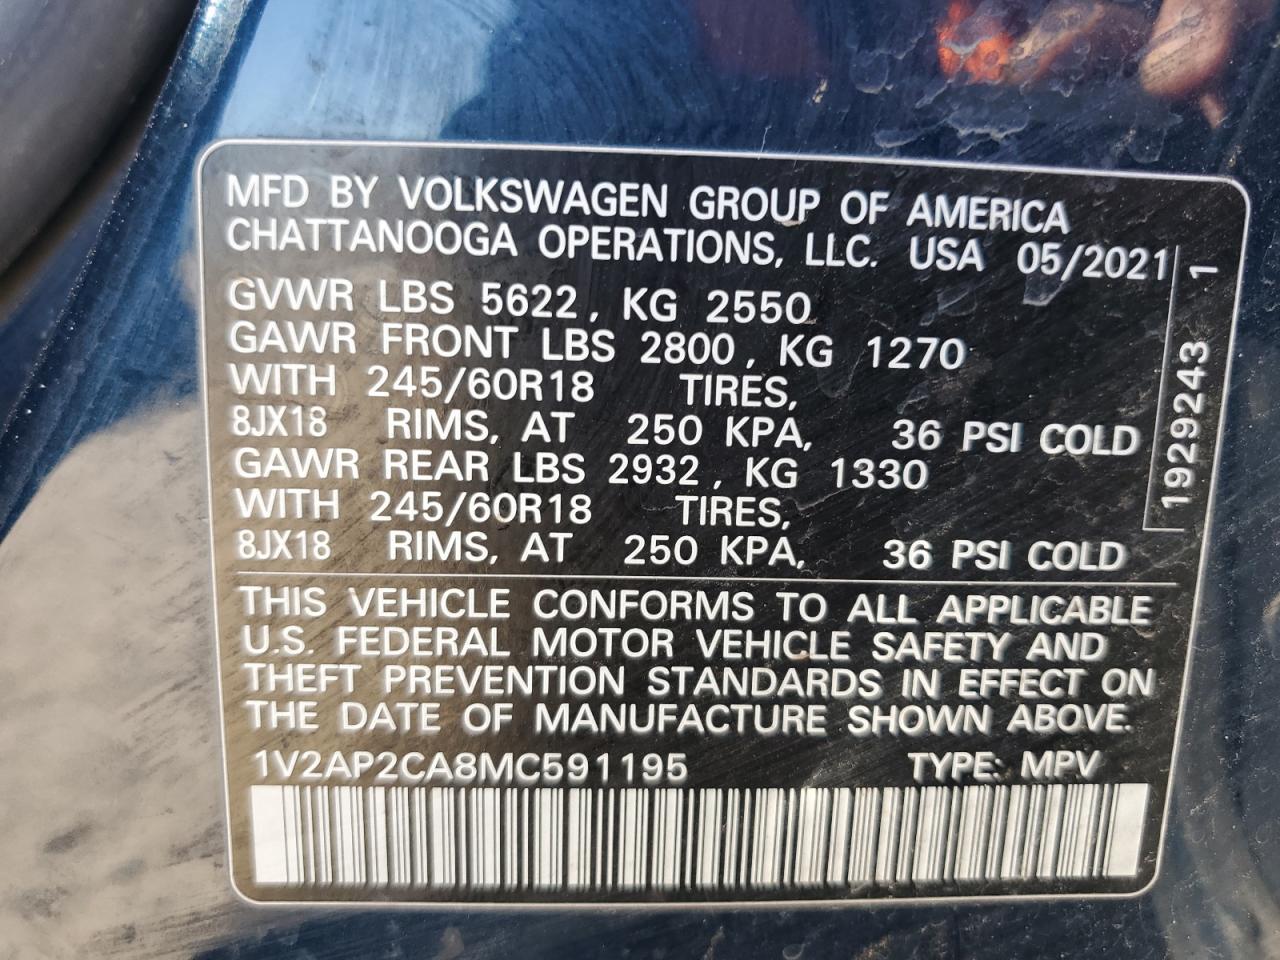 MFD BY VOLKSWAGEN GROUP OF AMERICA
CHATTANOOGA OPERATIONS, LLC. USA 05/2021
GVWR LBS 5622, KG 2550
GAWR FRONT LBS 2800, KG 1270
WITH 245/60R18 TIRES,
8JX18 RIMS, AT 250 KPA, 36 PSI COLD
GAWR REAR LBS 2932, KG 1330
WITH 245/60R18 TIRES,
8JX18 RIMS, AT 250 KPA, 36 PSI COLD
1929243 1
THIS VEHICLE CONFORMS TO ALL APPLICABLE
U.S. FEDERAL MOTOR VEHICLE SAFETY AND
THEFT PREVENTION STANDARDS IN EFFECT ON
THE DATE OF MANUFACTURE SHOWN ABOVE.
1V2AP2CA8MC591195 TYPE: MPV